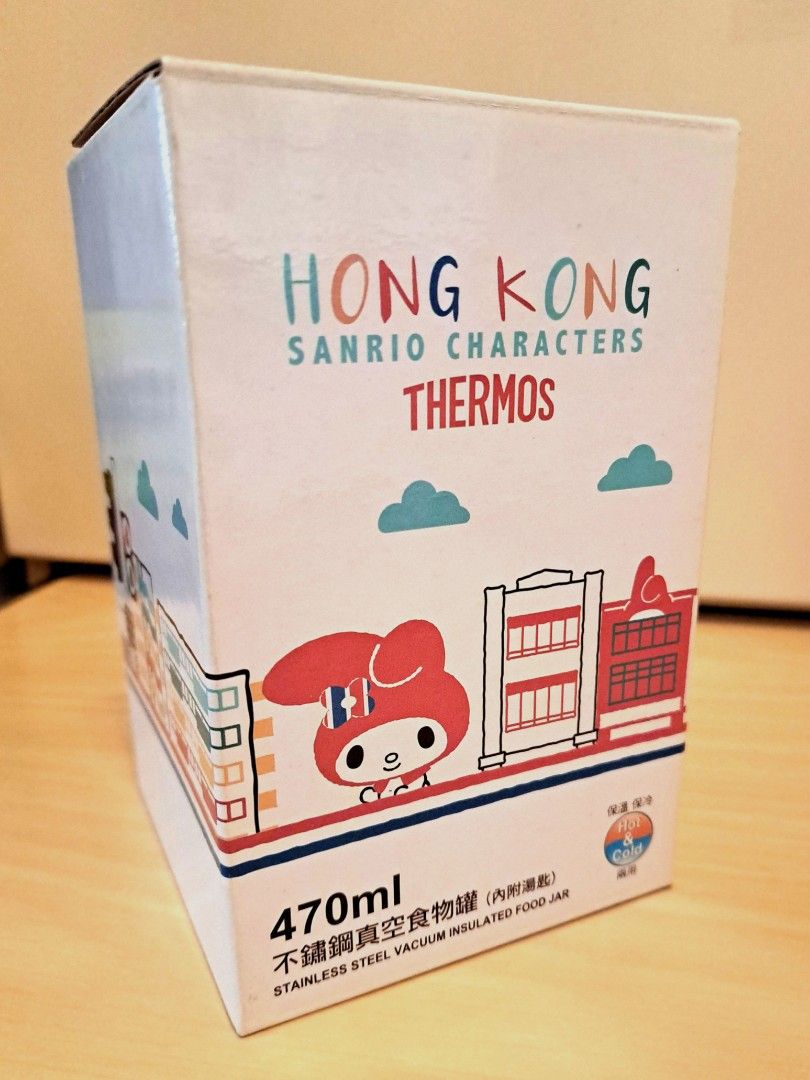 HONG KONG
SANRIO CHARACTERS
THERMOS
保溫 保冷
Hot
&
Cold
兩用
470ml
不鏽鋼真空食物罐 (內附湯匙)
STAINLESS STEEL VACUUM INSULATED FOOD JAR